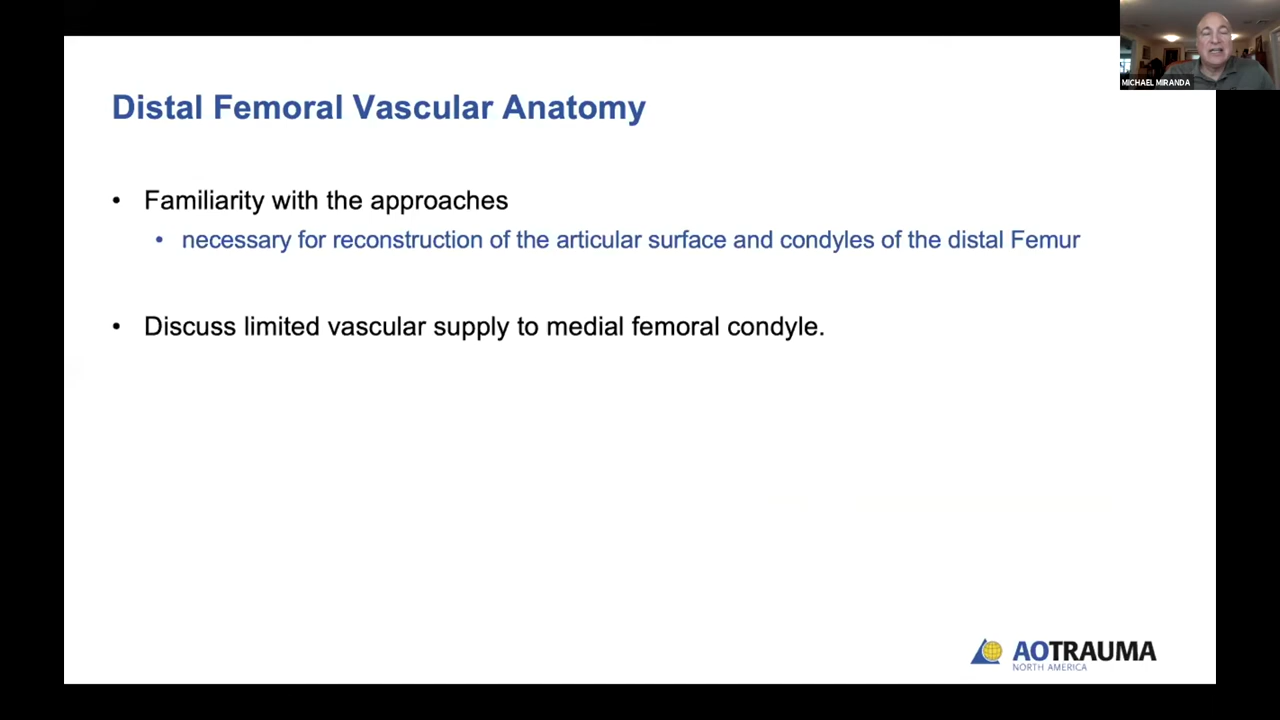 MICHAEL MIRANDA
Distal Femoral Vascular Anatomy
• Familiarity with the approaches
• necessary for reconstruction of the articular surface and condyles of the distal Femur
• Discuss limited vascular supply to medial femoral condyle.
AOTRAUMA
NORTH AMERICA